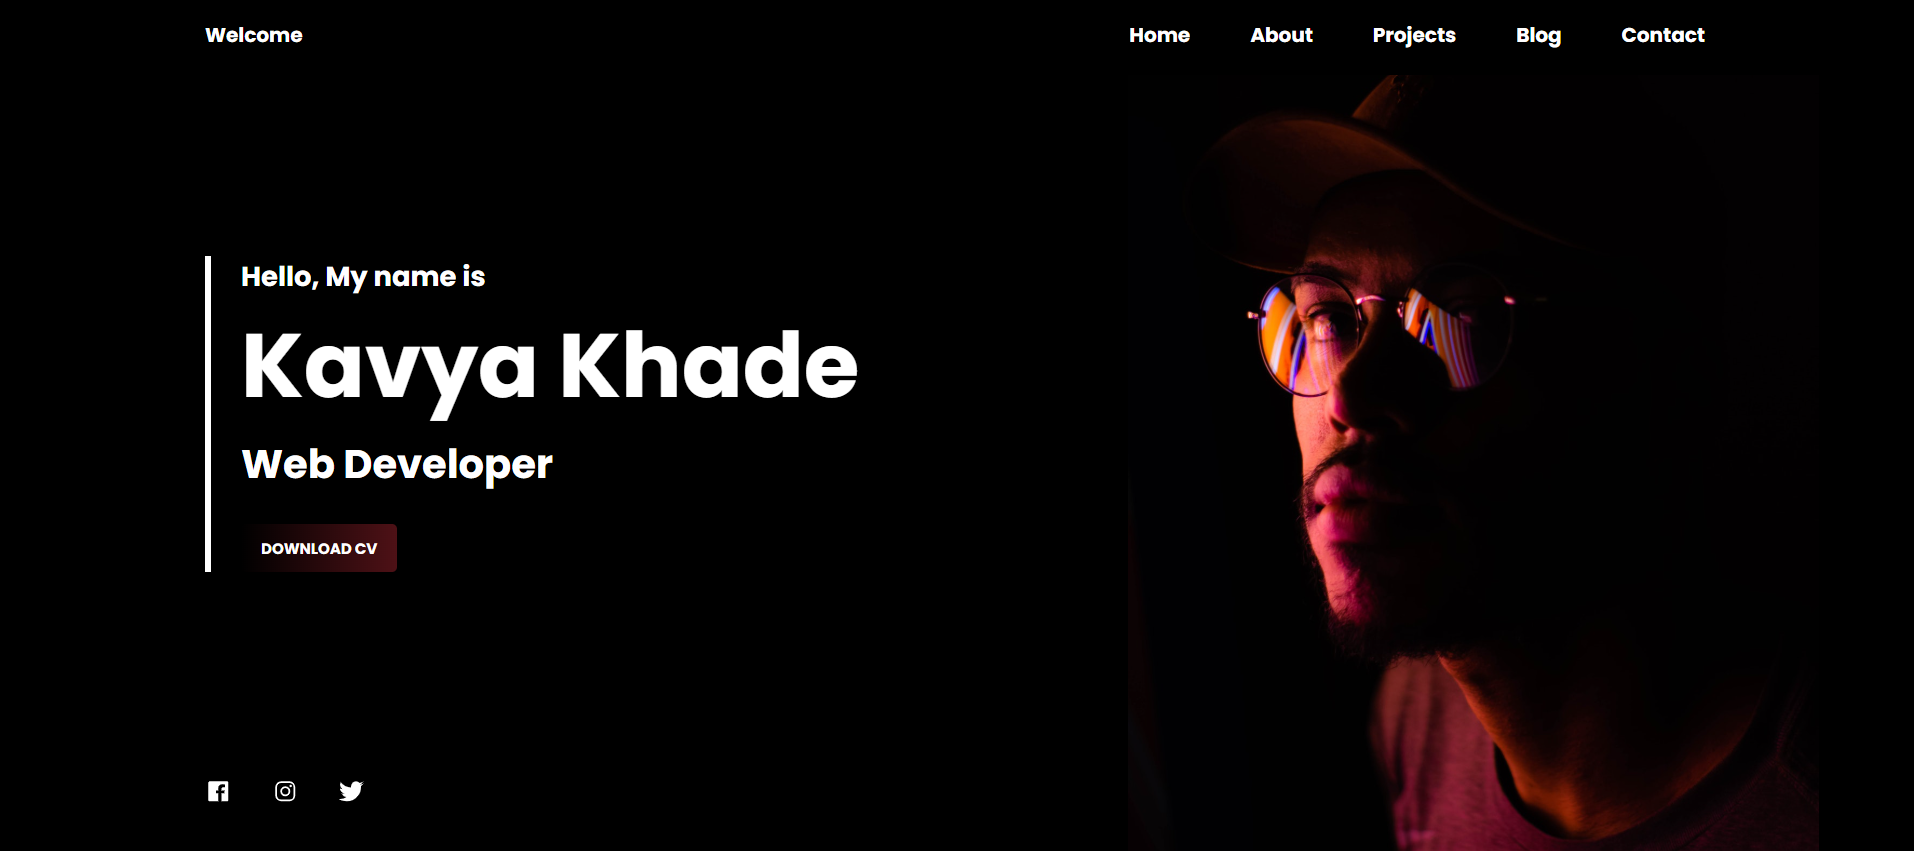 Welcome
Home About Projects Blog Contact
Hello, My name is
Kavya Khade
Web Developer
DOWNLOAD CV